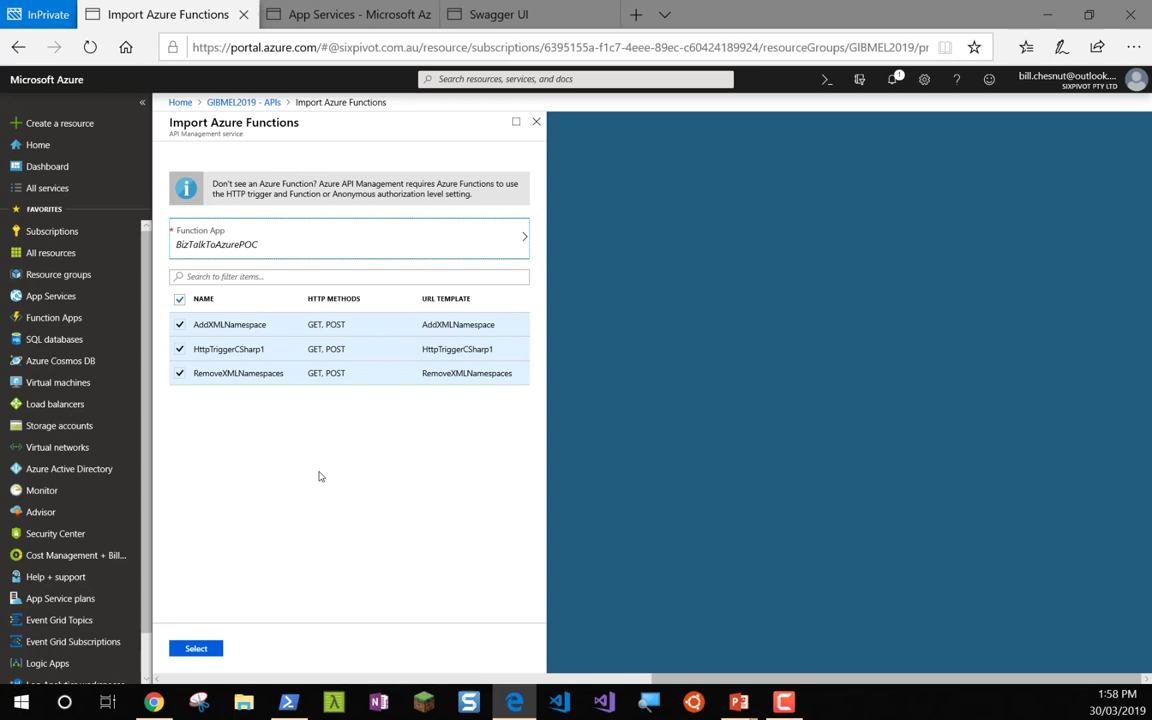 InPrivate
Import Azure Functions
App Services - Microsoft Az
Swagger UI
https://portal.azure.com/#@sixpivot.com.au/resource/subscriptions/6395155a-f1c7-4eee-89ec-c60424189924/resourceGroups/GIBMEL2019/pr
Microsoft Azure
Search resources, services, and docs
1
bill.chesnut@outlook....
SIXPIVOT PTY LTD
Create a resource
Home
Dashboard
All services
FAVORITES
Subscriptions
All resources
Resource groups
App Services
Function Apps
SQL databases
Azure Cosmos DB
Virtual machines
Load balancers
Storage accounts
Virtual networks
Azure Active Directory
Monitor
Advisor
Security Center
Cost Management + Bill...
Help + support
App Service plans
Event Grid Topics
Event Grid Subscriptions
Logic Apps
Home > GIBMEL2019 - APIs > Import Azure Functions
Import Azure Functions
API Management service
Don't see an Azure Function? Azure API Management requires Azure Functions to use
the HTTP trigger and Function or Anonymous authorization level setting.
* Function App
BizTalkToAzurePOC
Search to filter items...
NAME HTTP METHODS URL TEMPLATE
AddXMLNamespace GET, POST AddXMLNamespace
HttpTriggerCSharp1 GET, POST HttpTriggerCSharp1
RemoveXMLNamespaces GET, POST RemoveXMLNamespaces
Select
1:58 PM
30/03/2019